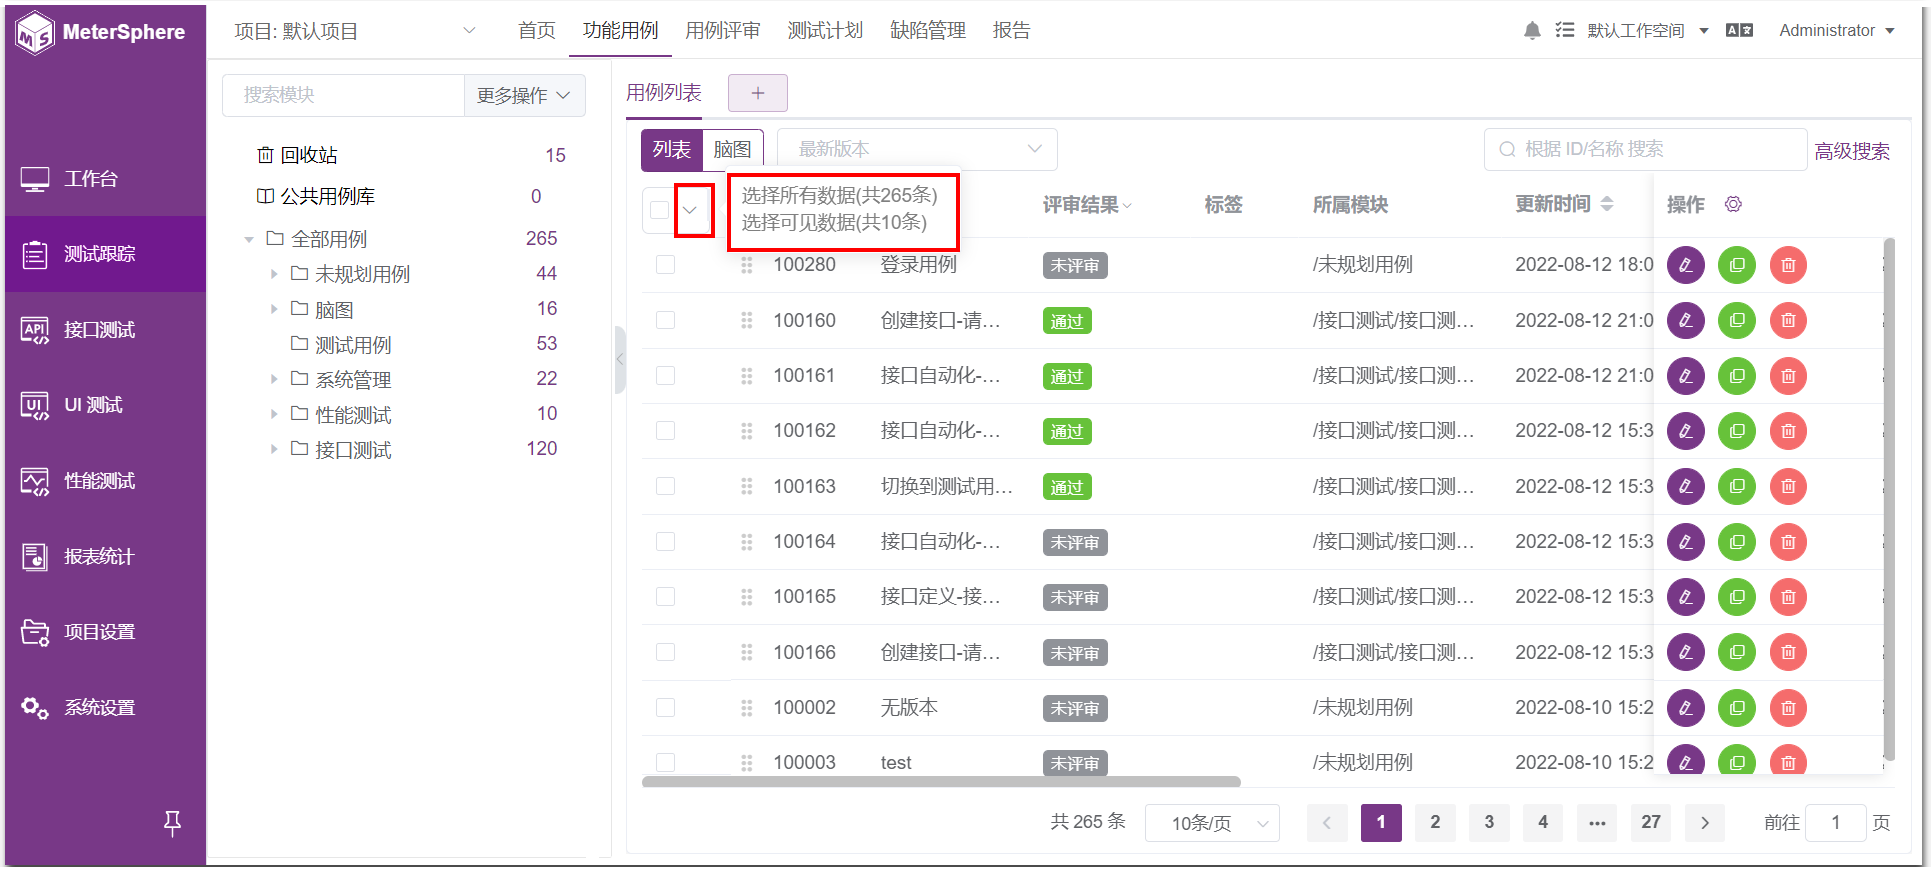 MeterSphere
项目: 默认项目
首页
功能用例
用例评审
测试计划
缺陷管理
报告
默认工作空间
Administrator
工作台
测试跟踪
接口测试
UI 测试
性能测试
报表统计
项目设置
系统设置
搜索模块
更多操作
回收站 15
公共用例库 0
全部用例 265
未规划用例 44
脑图 16
测试用例 53
系统管理 22
性能测试 10
接口测试 120
用例列表
+
列表
脑图
最新版本
根据 ID/名称 搜索
高级搜索
选择所有数据(共265条)
选择可见数据(共10条)
评审结果 标签 所属模块 更新时间 操作
100280 登录用例 未评审 /未规划用例 2022-08-12 18:0
100160 创建接口-请… 通过 /接口测试/接口测… 2022-08-12 21:0
100161 接口自动化-… 通过 /接口测试/接口测… 2022-08-12 21:0
100162 接口自动化-… 通过 /接口测试/接口测… 2022-08-12 15:3
100163 切换到测试用… 通过 /接口测试/接口测… 2022-08-12 15:3
100164 接口自动化-… 未评审 /接口测试/接口测… 2022-08-12 15:3
100165 接口定义-接… 未评审 /接口测试/接口测… 2022-08-12 15:3
100166 创建接口-请… 未评审 /接口测试/接口测… 2022-08-12 15:3
100002 无版本 未评审 /未规划用例 2022-08-10 15:2
100003 test 未评审 /未规划用例 2022-08-10 15:2
共 265 条 10条/页 1 2 3 4 ••• 27 前往 1 页